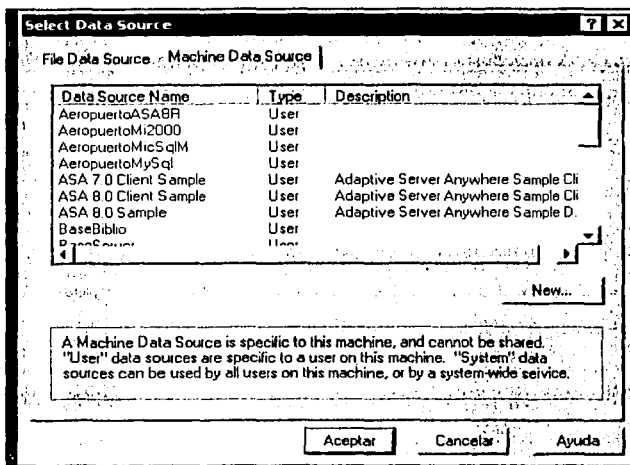 Select Data Source
File Data Source Machine Data Source
Data Source Name Type Description
AeropuertoASA8R User
AeropuertoMi2000 User
AeropuertoMicSqlM User
AeropuertoMySql User
ASA 7.0 Client Sample User Adaptive Server Anywhere Sample Cli
ASA 8.0 Client Sample User Adaptive Server Anywhere Sample Cli
ASA 8.0 Sample User Adaptive Server Anywhere Sample D.
BaseBiblio User
User
New...
A Machine Data Source is specific to this machine, and cannot be shared.
"User" data sources are specific to a user on this machine. "System" data
sources can be used by all users on this machine, or by a system-wide service.
Aceptar Cancelar Ayuda